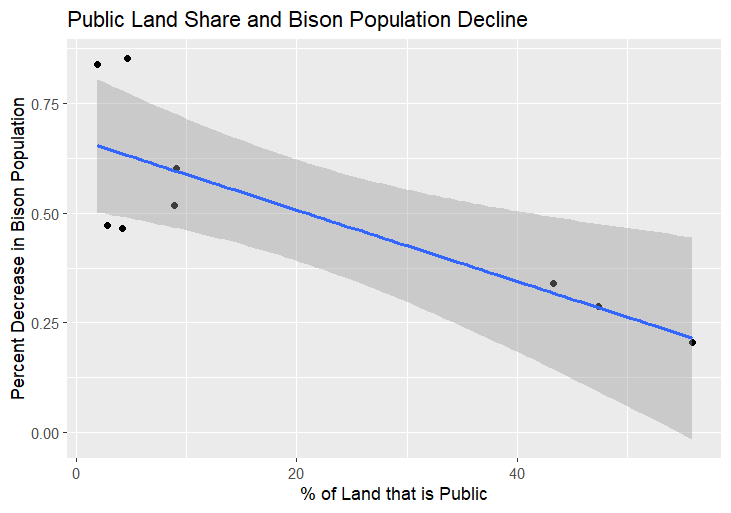 Public Land Share and Bison Population Decline
Percent Decrease in Bison Population
0.75
0.50
0.25
0.00
0
20
40
% of Land that is Public